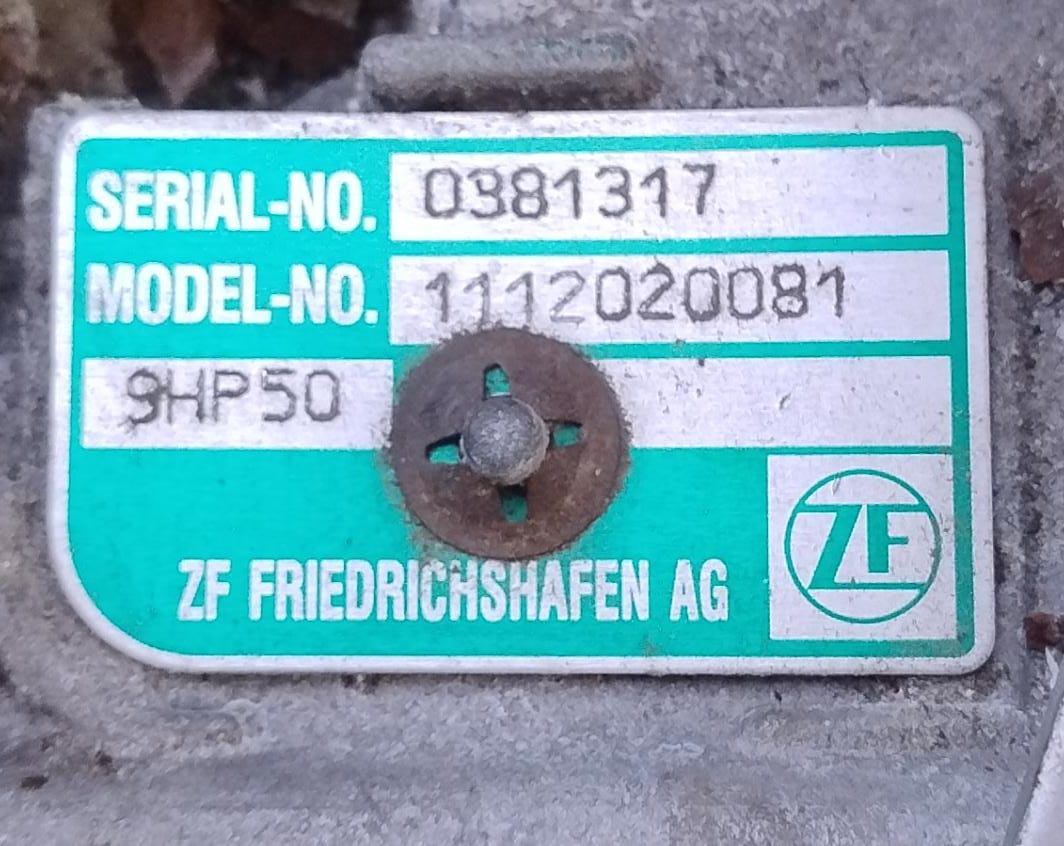 SERIAL-NO. 0381317
MODEL-NO. 1112020081
9HP50
ZF FRIEDRICHSHAFEN AG
ZF